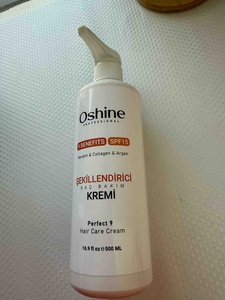 Oshine
PROFESSIONAL
9 BENEFITS SPF15
Keratin & Collagen & Argan
ŞEKİLLENDİRİCİ
SAÇ BAKIM
KREMİ
Perfect 9
Hair Care Cream
16.9 fl oz ℮ 500 ML